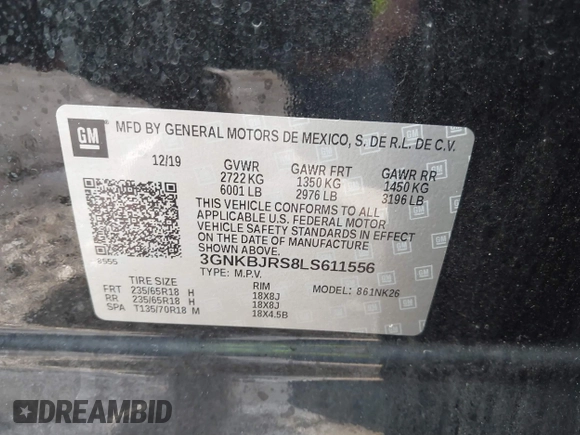 GM
MFD BY GENERAL MOTORS DE MEXICO, S. DE R.L. DE C.V.
12/19 GVWR GAWR FRT GAWR RR
2722 KG 1350 KG 1450 KG
6001 LB 2976 LB 3196 LB
THIS VEHICLE CONFORMS TO ALL
APPLICABLE U.S. FEDERAL MOTOR
VEHICLE SAFETY STANDARDS IN EFFECT
ON THE DATE OF MANUFACTURE
SHOWN ABOVE.
3GNKBJRS8LS611556
TYPE: M.P.V. MODEL: 861NK26
TIRE SIZE RIM
FRT 235/65R18 H 18X8J
RR 235/65R18 H 18X8J
SPA T135/70R18 M 18X4.5B
DREAMBID